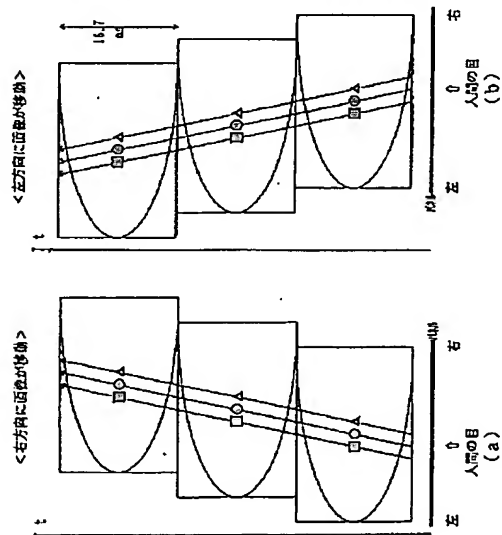 <右方向に画像が移動>
t
左
右
人間の目
(a)
<左方向に画像が移動>
t
16.7
左
右
人間の目
(b)